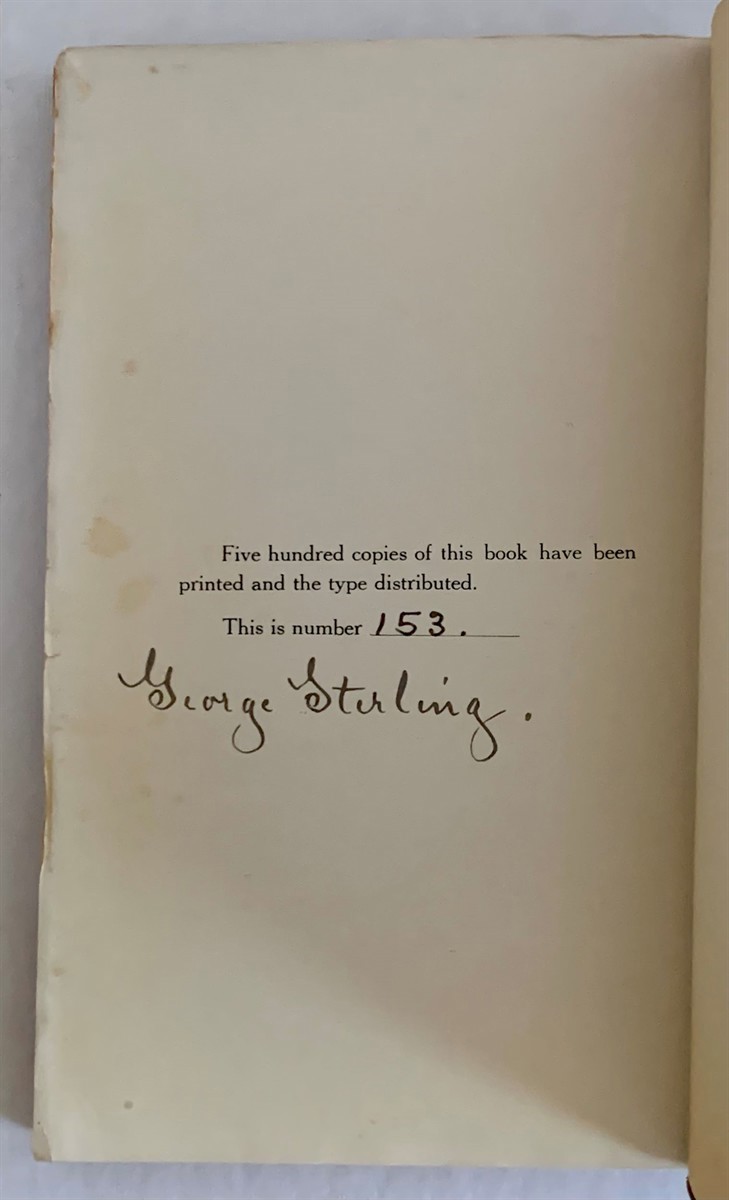 Five hundred copies of this book have been
printed and the type distributed.
This is number 153.
George Sterling.